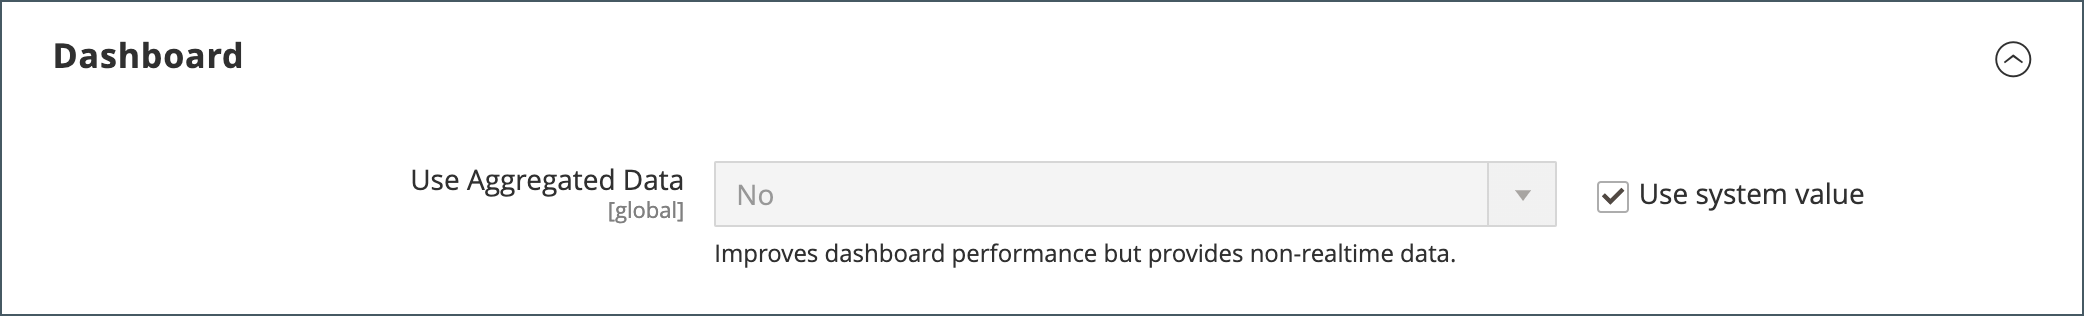 Dashboard
Use Aggregated Data
[global]
No
Use system value
Improves dashboard performance but provides non-realtime data.